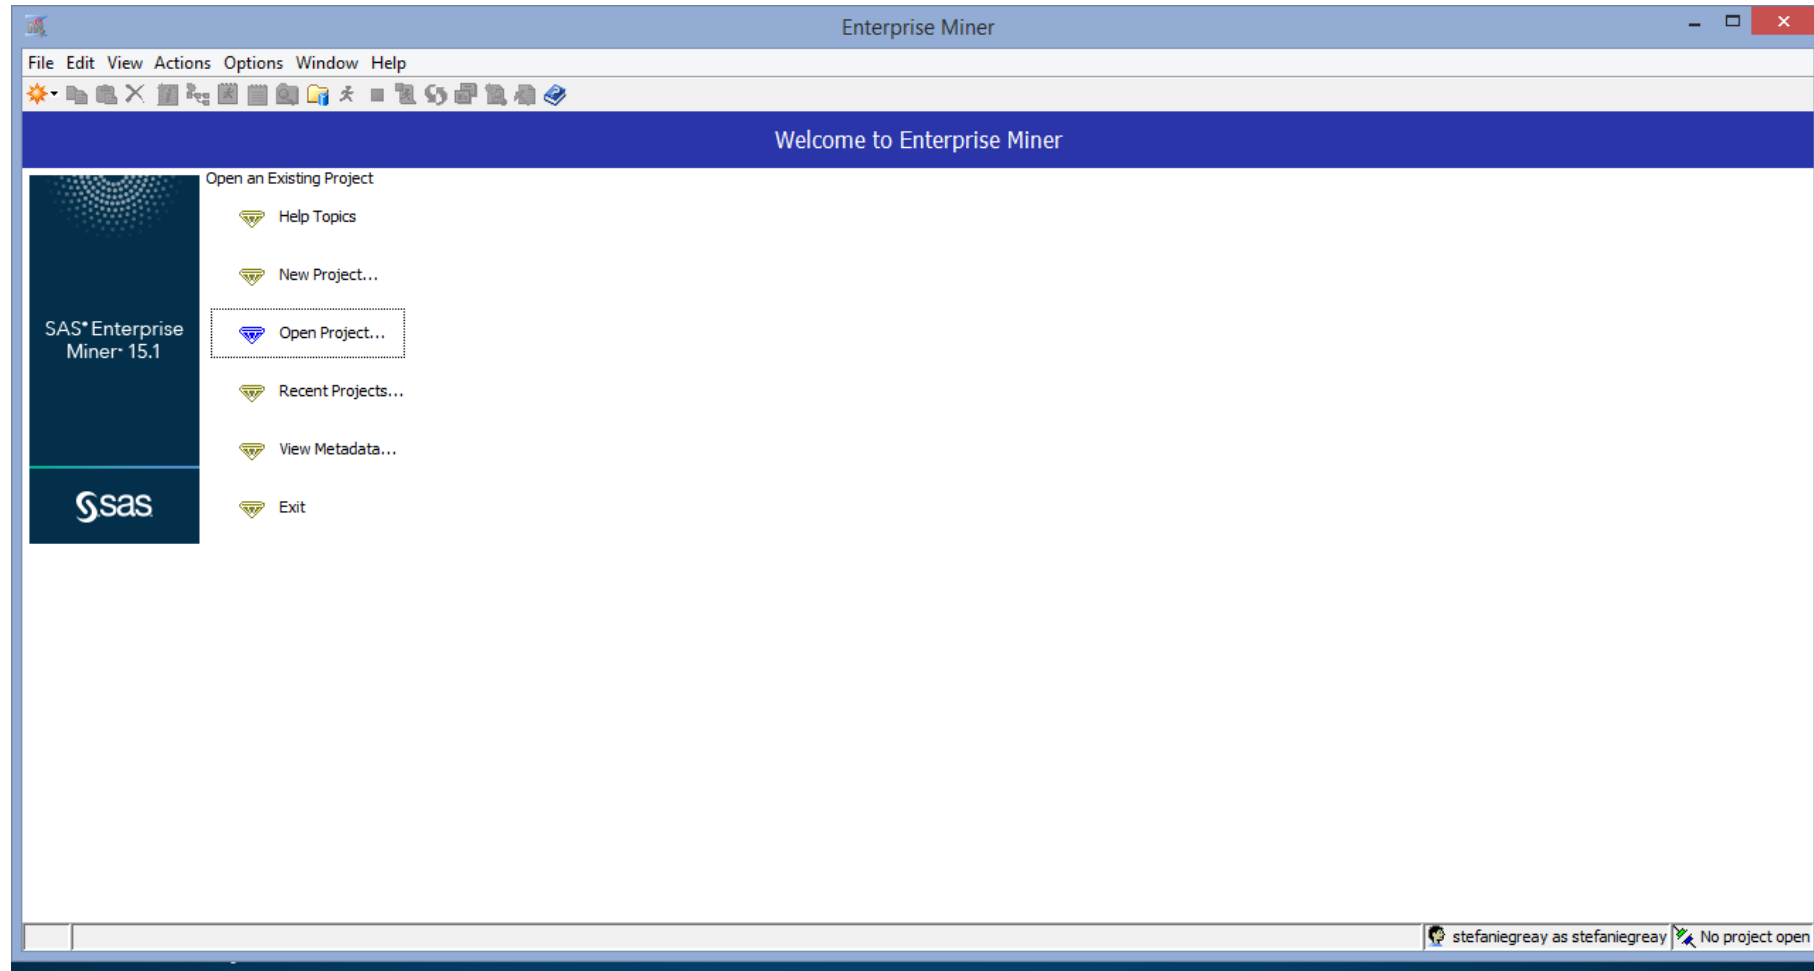 Enterprise Miner
File Edit View Actions Options Window Help
Welcome to Enterprise Miner
Open an Existing Project
Help Topics
New Project...
SAS® Enterprise
Miner™ 15.1
Open Project...
Recent Projects...
View Metadata...
sas
Exit
stefaniegreay as stefaniegreay
No project open